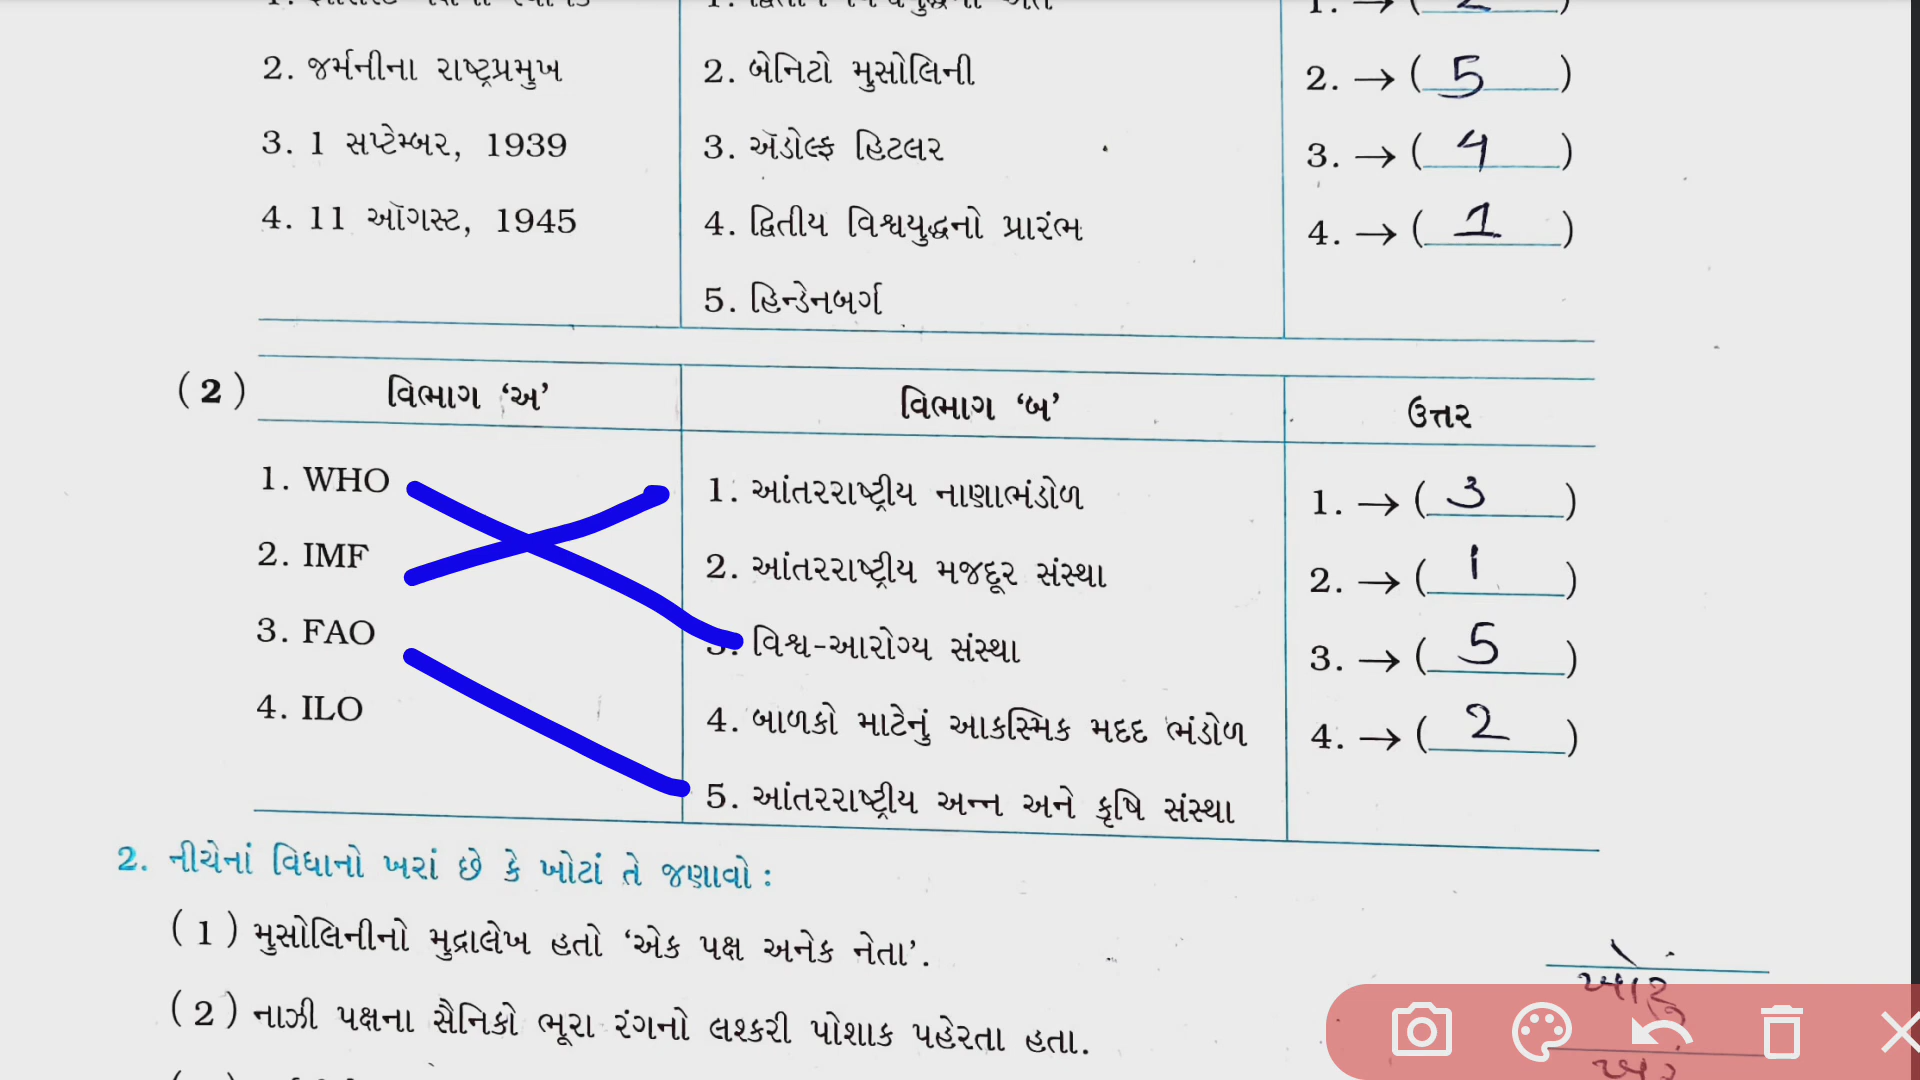 2. જર્મનીના રાષ્ટ્રપ્રમુખ 2. બેનિટો મુસોલિની 2. → ( 5 )
3. 1 સપ્ટેમ્બર, 1939 3. ઍડોલ્ફ હિટલર 3. → ( 4 )
4. 11 ઑગસ્ટ, 1945 4. દ્વિતીય વિશ્વયુદ્ધનો પ્રારંભ 4. → ( 1 )
5. હિન્ડેનબર્ગ
(2) વિભાગ ‘અ’ વિભાગ ‘બ’ ઉત્તર
1. WHO 1. આંતરરાષ્ટ્રીય નાણાભંડોળ 1. → ( 3 )
2. IMF 2. આંતરરાષ્ટ્રીય મજદૂર સંસ્થા 2. → ( 1 )
3. FAO 3. વિશ્વ-આરોગ્ય સંસ્થા 3. → ( 5 )
4. ILO 4. બાળકો માટેનું આકસ્મિક મદદ ભંડોળ 4. → ( 2 )
5. આંતરરાષ્ટ્રીય અન્ન અને કૃષિ સંસ્થા
2. નીચેનાં વિધાનો ખરાં છે કે ખોટાં તે જણાવો :
(1) મુસોલિનીનો મુદ્રાલેખ હતો ‘એક પક્ષ અનેક નેતા’. ખોટું
(2) નાઝી પક્ષના સૈનિકો ભૂરા રંગનો લશ્કરી પોશાક પહેરતા હતા.